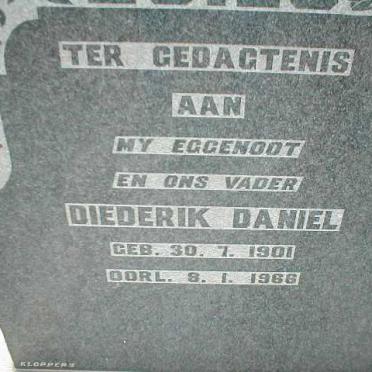 TER GEDAGTENIS
AAN
MY EGGENOOT
EN ONS VADER
DIEDERIK DANIEL
GEB. 30. 7. 1901
OORL. 8. 1. 1966
KLOPPERS